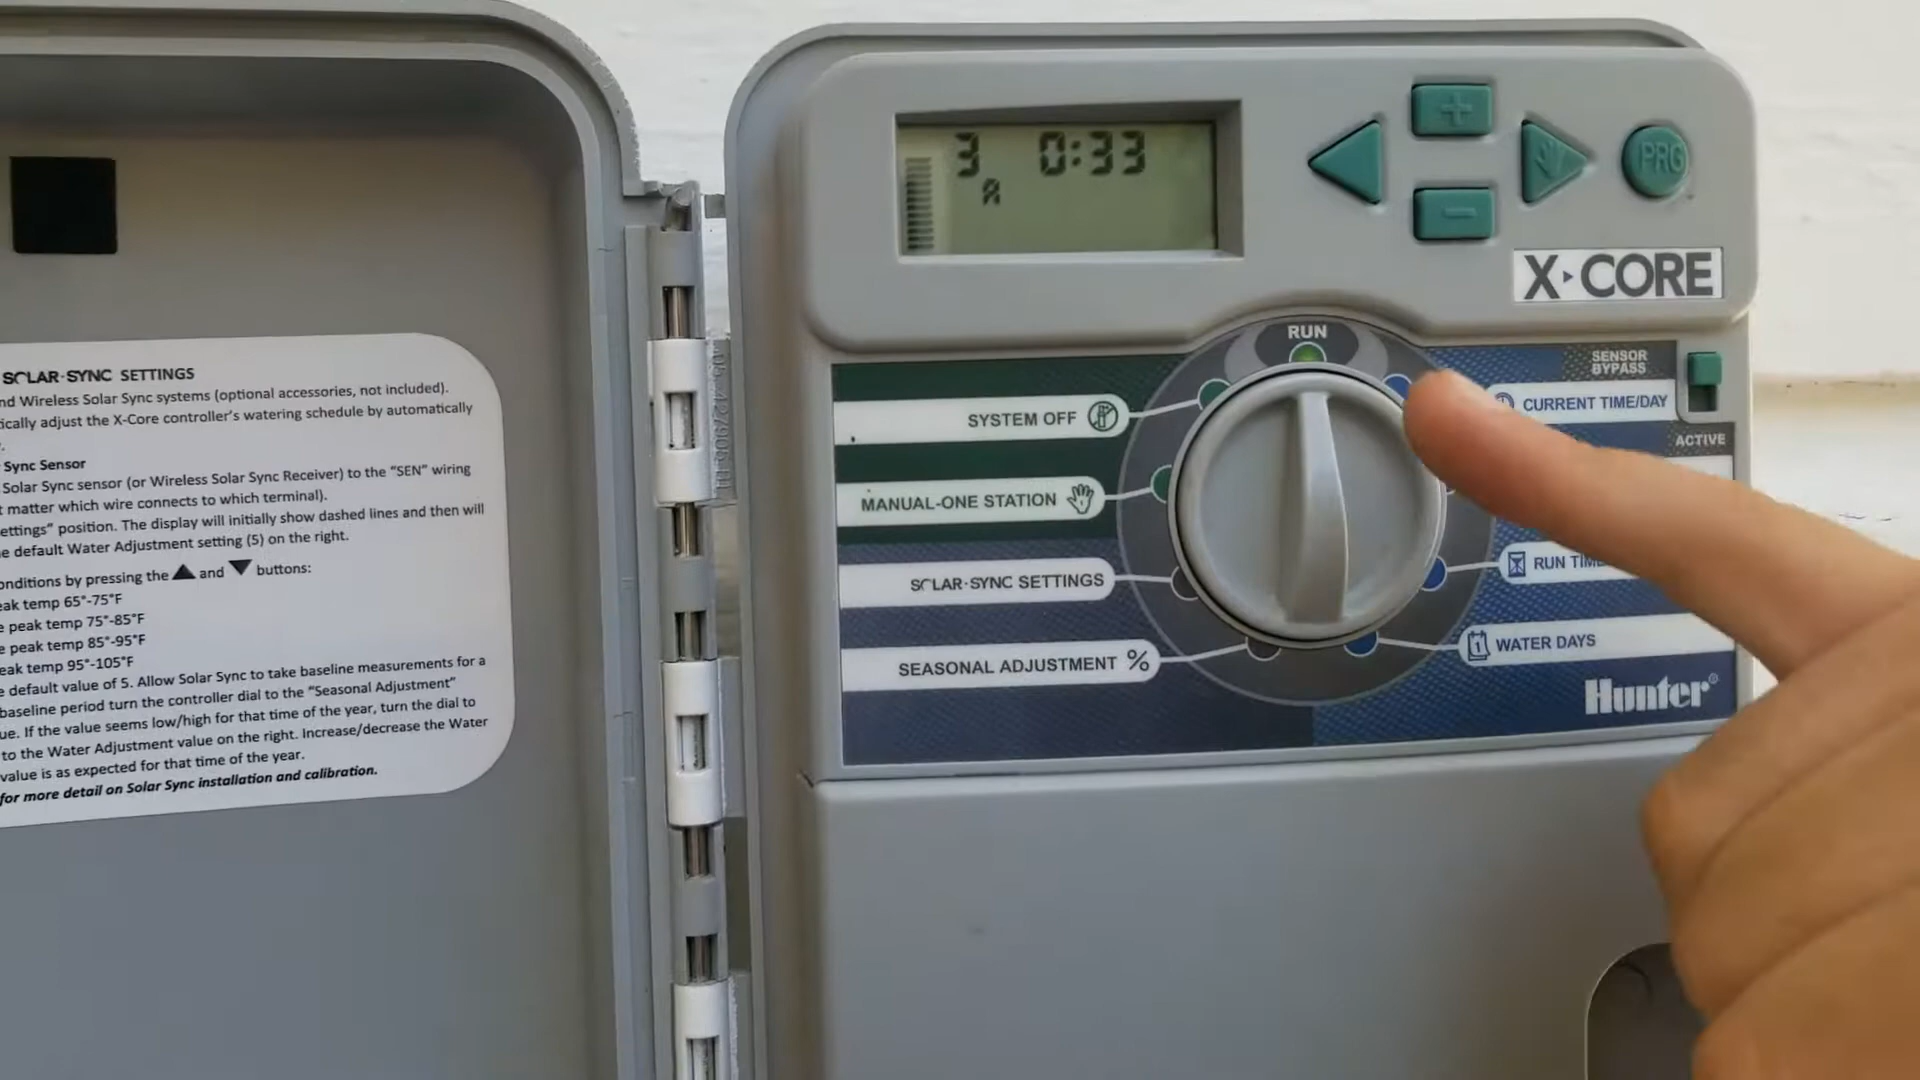 SOLAR·SYNC SETTINGS
nd Wireless Solar Sync systems (optional accessories, not included).
ically adjust the X-Core controller's watering schedule by automatically
Sync Sensor
Solar Sync sensor (or Wireless Solar Sync Receiver) to the "SEN" wiring
t matter which wire connects to which terminal).
ettings" position. The display will initially show dashed lines and then will
e default Water Adjustment setting (5) on the right.
onditions by pressing the ▲ and ▼ buttons:
eak temp 65°-75°F
e peak temp 75°-85°F
e peak temp 85°-95°F
eak temp 95°-105°F
e default value of 5. Allow Solar Sync to take baseline measurements for a
baseline period turn the controller dial to the "Seasonal Adjustment"
ue. If the value seems low/high for that time of the year, turn the dial to
to the Water Adjustment value on the right. Increase/decrease the Water
value is as expected for that time of the year.
for more detail on Solar Sync installation and calibration.
3 0:33
A
+
-
PRG
X-CORE
RUN
SENSOR
BYPASS
ACTIVE
SYSTEM OFF
MANUAL-ONE STATION
SOLAR·SYNC SETTINGS
SEASONAL ADJUSTMENT %
CURRENT TIME/DAY
RUN TIME
1 WATER DAYS
Hunter®